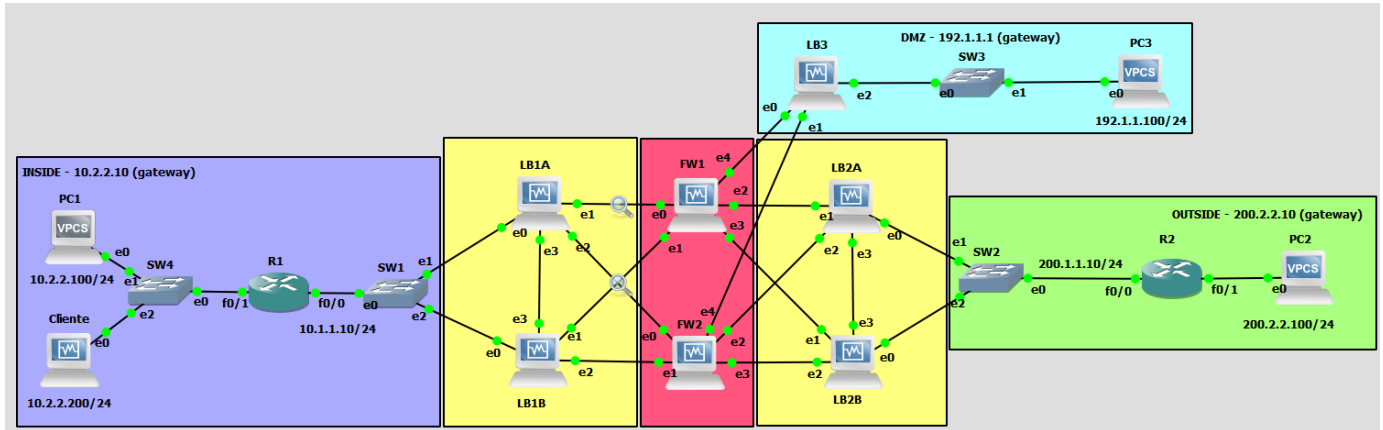 DMZ - 192.1.1.1 (gateway)
LB3
SW3
PC3
VPCS
e2
e0
e1
e0
e0
e1
192.1.1.100/24
INSIDE - 10.2.2.10 (gateway)
PC1
VPCS
e0
10.2.2.100/24
e1
SW4
e2
e0
R1
f0/1
f0/0
10.1.1.10/24
SW1
e1
e0
e2
Cliente
e0
10.2.2.200/24
LB1A
e1
e0
e2
e3
e3
e0
e1
e2
LB1B
FW1
e4
e2
e0
e3
e1
e4
FW2
e0
e2
e1
e3
LB2A
e1
e0
e2
e3
e3
e1
e0
e2
LB2B
OUTSIDE - 200.2.2.10 (gateway)
e1
SW2
e2
e0
200.1.1.10/24
R2
f0/0
f0/1
PC2
VPCS
e0
200.2.2.100/24